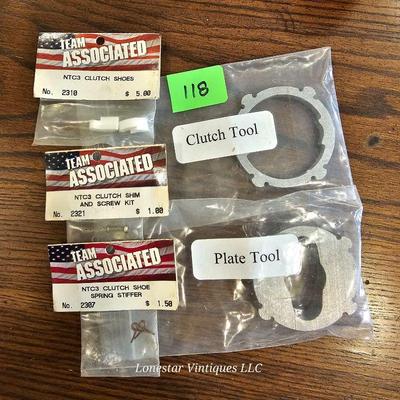 TEAM
ASSOCIATED
NTC3 CLUTCH SHOES
No. 2310 $ 5.00
118
Clutch Tool
TEAM
ASSOCIATED
NTC3 CLUTCH SHIM
AND SCREW KIT
No. 2321 $ 1.00
TEAM
ASSOCIATED
NTC3 CLUTCH SHOE
SPRING STIFFER
No. 2307 $ 1.50
Plate Tool
Lonestar Vintiques LLC